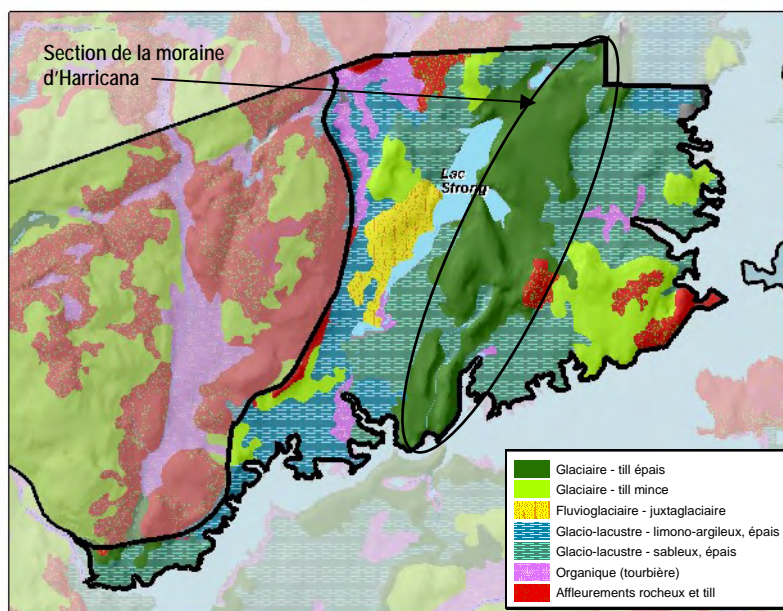 Section de la moraine
d'Harricana
Lac
Strong
Glaciaire - till épais
Glaciaire - till mince
Fluvioglaciaire - juxtaglaciaire
Glacio-lacustre - limono-argileux, épais
Glacio-lacustre - sableux, épais
Organique (tourbière)
Affleurements rocheux et till